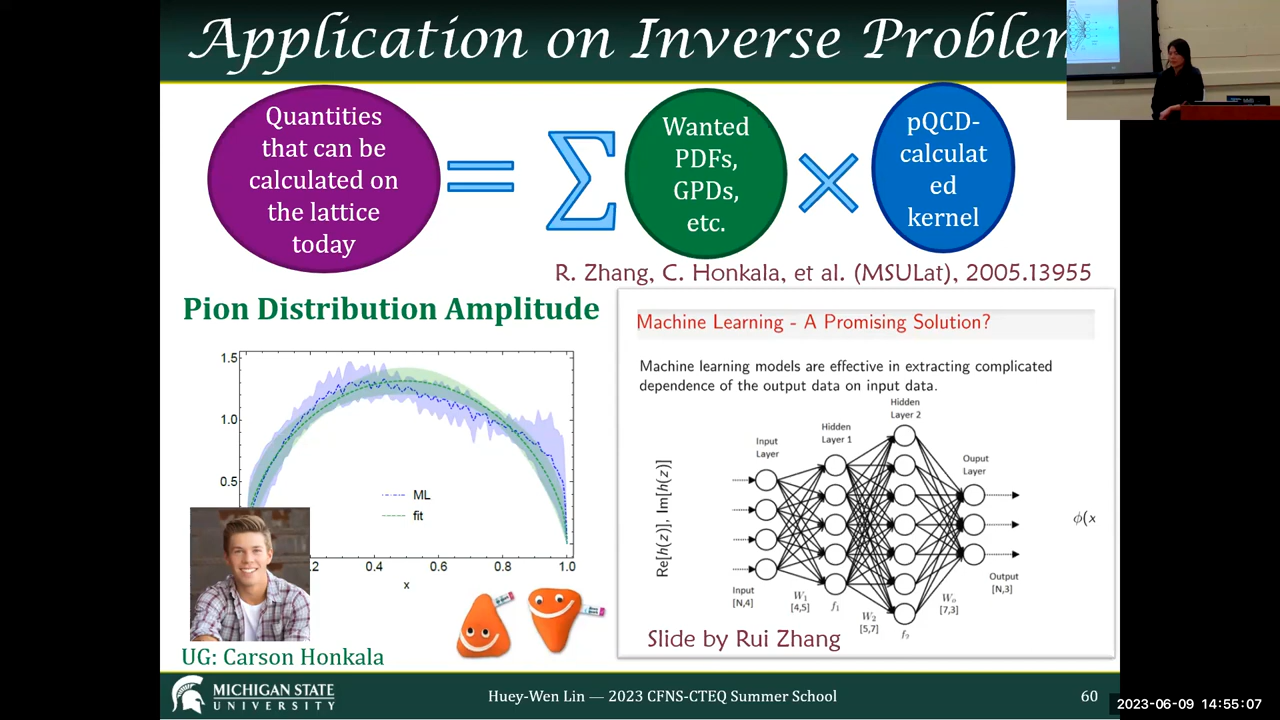 Application on Inverse Problem
Quantities
that can be
calculated on
the lattice
today
=
Σ
Wanted
PDFs,
GPDs,
etc.
×
pQCD-
calculat
ed
kernel
R. Zhang, C. Honkala, et al. (MSULat), 2005.13955
Pion Distribution Amplitude
1.5
1.0
0.5
ML
fit
.2 0.4 0.6 0.8 1.0
x
UG: Carson Honkala
Machine Learning - A Promising Solution?
Machine learning models are effective in extracting complicated
dependence of the output data on input data.
Hidden
Layer 2
Hidden
Layer 1
Input
Layer
Ouput
Layer
Re[h(z)], Im[h(z)]
ϕ(x
Input
[N,4]
W₁
[4,5]
f₁
W₂
[5,7]
f₂
Wₒ
[7,3]
Output
[N,3]
Slide by Rui Zhang
MICHIGAN STATE
UNIVERSITY
Huey-Wen Lin — 2023 CFNS-CTEQ Summer School
60
2023-06-09 14:55:07